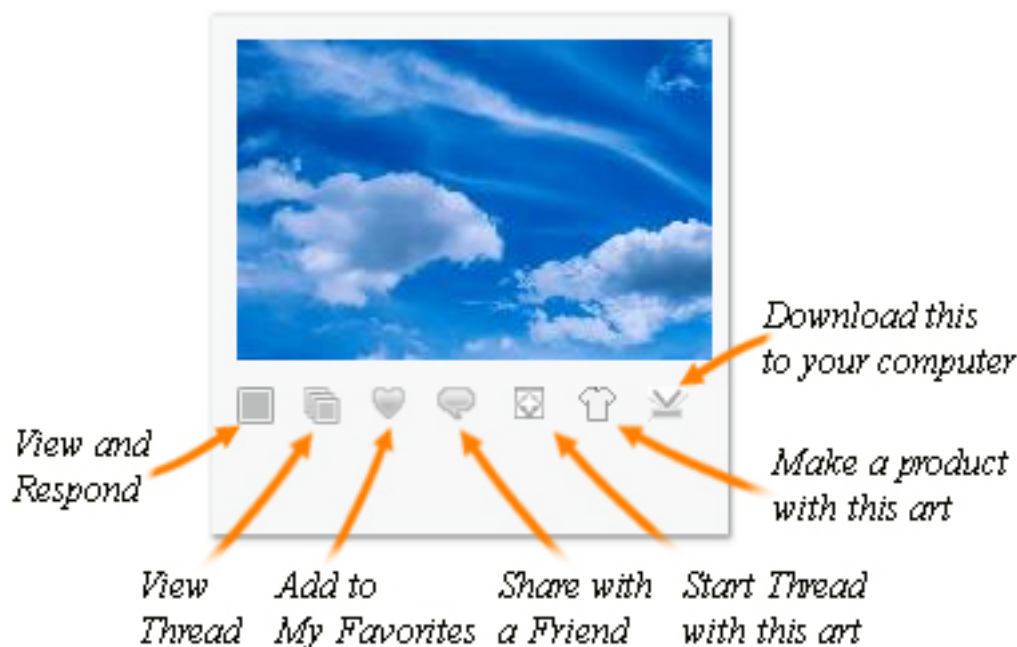 Download this
to your computer
View and
Respond
Make a product
with this art
View
Thread
Add to
My Favorites
Share with
a Friend
Start Thread
with this art